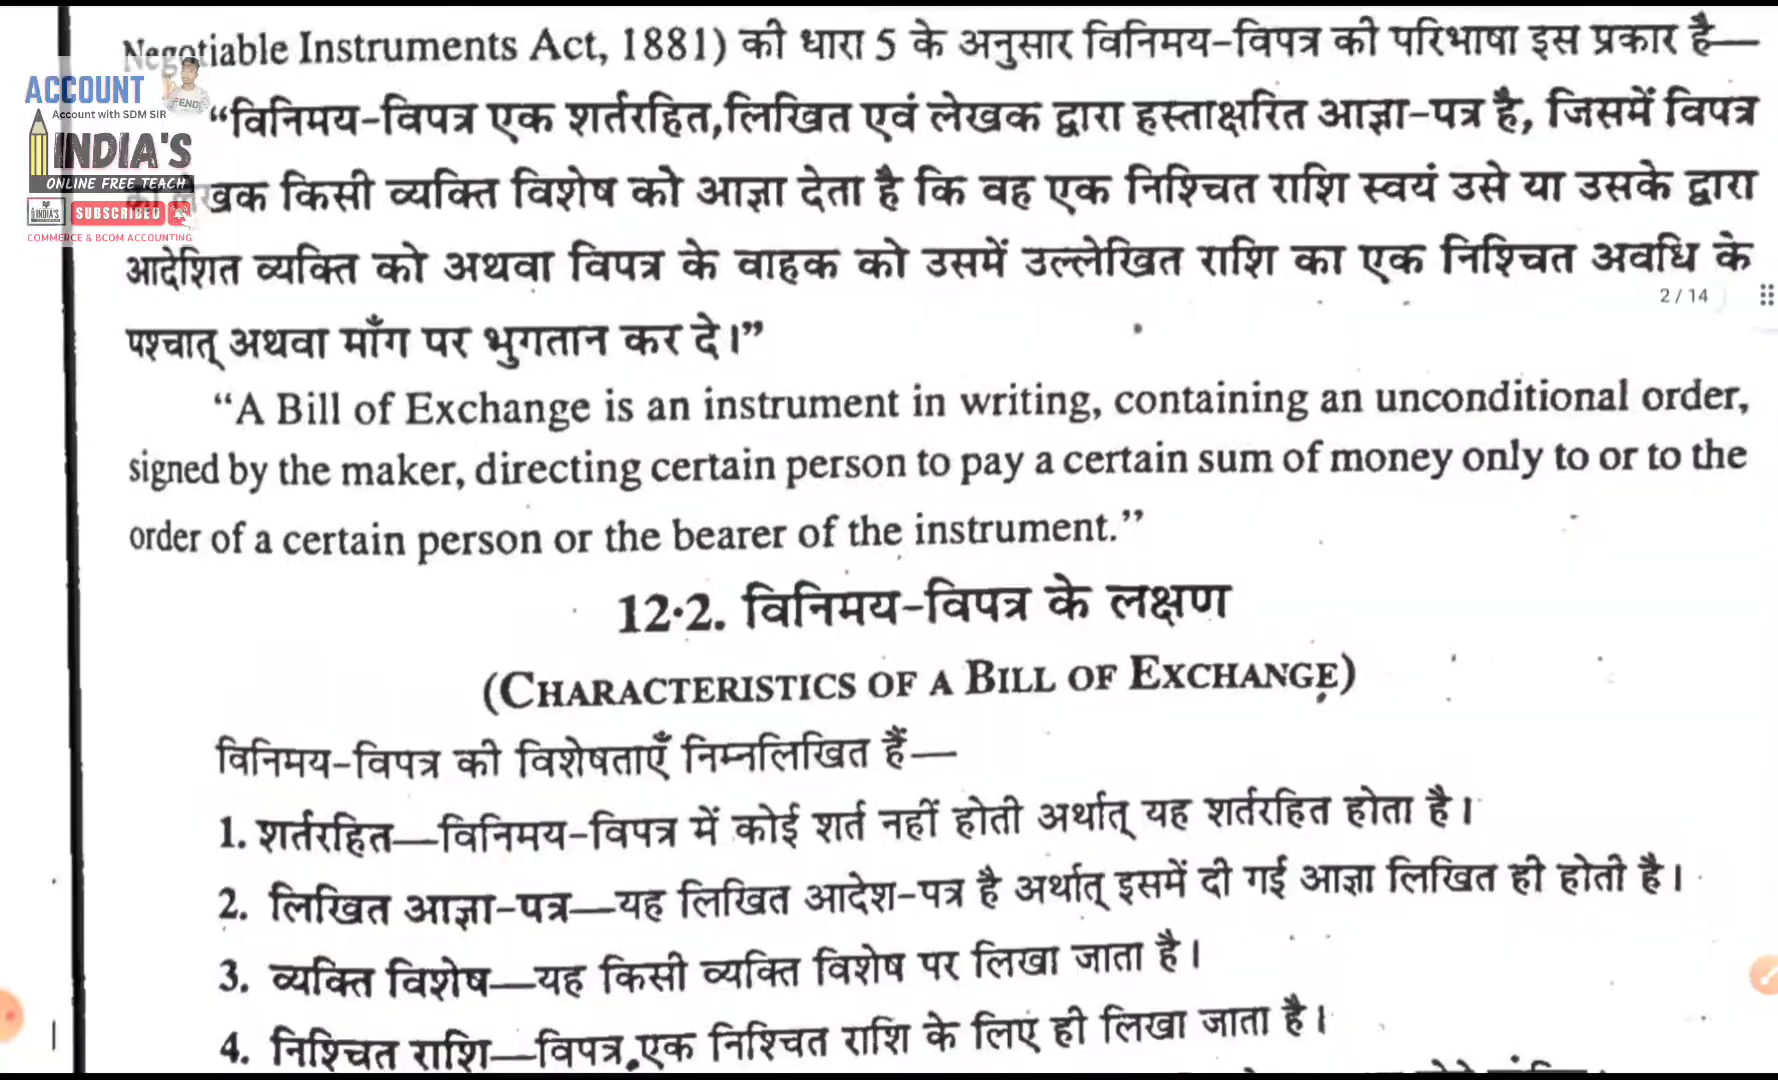 Negotiable Instruments Act, 1881) की धारा 5 के अनुसार विनिमय-विपत्र की परिभाषा इस प्रकार है—
ACCOUNT
FEND
Account with SDM SIR
INDIA'S
ONLINE FREE TEACH
INDIA'S
SUBSCRIBED
COMMERCE & BCOM ACCOUNTING
“विनिमय-विपत्र एक शर्तरहित, लिखित एवं लेखक द्वारा हस्ताक्षरित आज्ञा-पत्र है, जिसमें विपत्र
का लेखक किसी व्यक्ति विशेष को आज्ञा देता है कि वह एक निश्चित राशि स्वयं उसे या उसके द्वारा
आदेशित व्यक्ति को अथवा विपत्र के वाहक को उसमें उल्लेखित राशि का एक निश्चित अवधि के
2 / 14
पश्चात् अथवा माँग पर भुगतान कर दे।”
“A Bill of Exchange is an instrument in writing, containing an unconditional order,
signed by the maker, directing certain person to pay a certain sum of money only to or to the
order of a certain person or the bearer of the instrument.”
12·2. विनिमय-विपत्र के लक्षण
(CHARACTERISTICS OF A BILL OF EXCHANGE)
विनिमय-विपत्र की विशेषताएँ निम्नलिखित हैं—
1. शर्तरहित—विनिमय-विपत्र में कोई शर्त नहीं होती अर्थात् यह शर्तरहित होता है।
2. लिखित आज्ञा-पत्र—यह लिखित आदेश-पत्र है अर्थात् इसमें दी गई आज्ञा लिखित ही होती है।
3. व्यक्ति विशेष—यह किसी व्यक्ति विशेष पर लिखा जाता है।
4. निश्चित राशि—विपत्र एक निश्चित राशि के लिए ही लिखा जाता है।